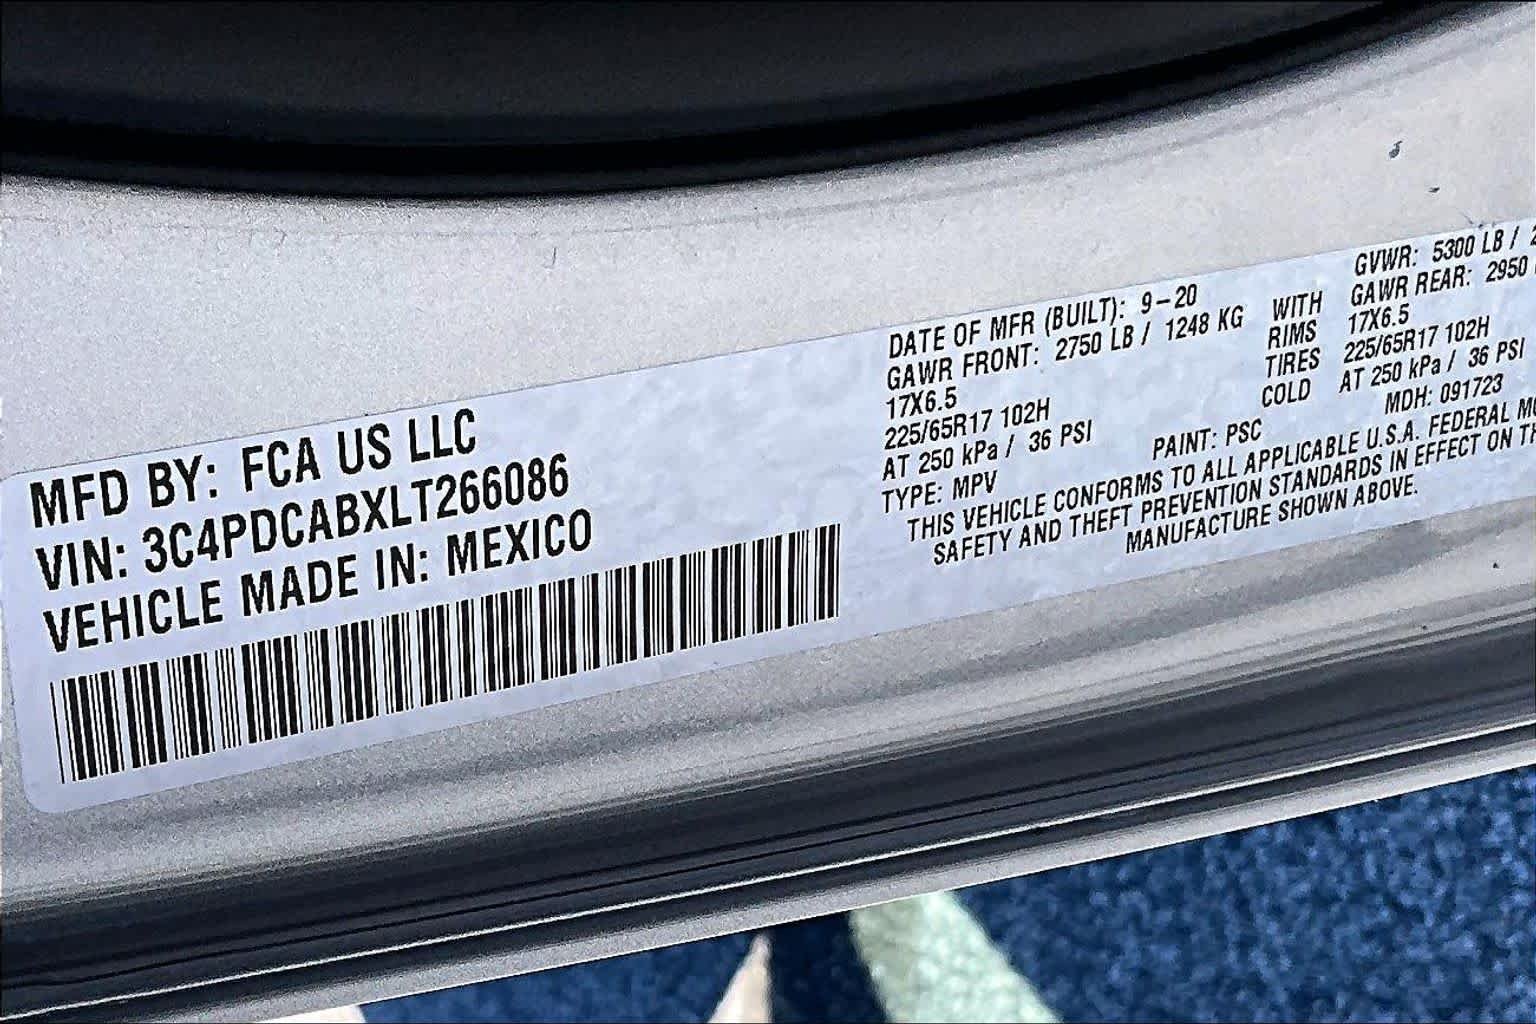 MFD BY: FCA US LLC
VIN: 3C4PDCABXLT266086
VEHICLE MADE IN: MEXICO
DATE OF MFR (BUILT): 9-20
GVWR: 5300 LB /
GAWR FRONT: 2750 LB / 1248 KG WITH GAWR REAR: 2950
17X6.5 RIMS 17X6.5
225/65R17 102H TIRES 225/65R17 102H
AT 250 kPa / 36 PSI COLD AT 250 kPa / 36 PSI
TYPE: MPV PAINT: PSC MDH: 091723
THIS VEHICLE CONFORMS TO ALL APPLICABLE U.S.A. FEDERAL
SAFETY AND THEFT PREVENTION STANDARDS IN EFFECT ON
MANUFACTURE SHOWN ABOVE.